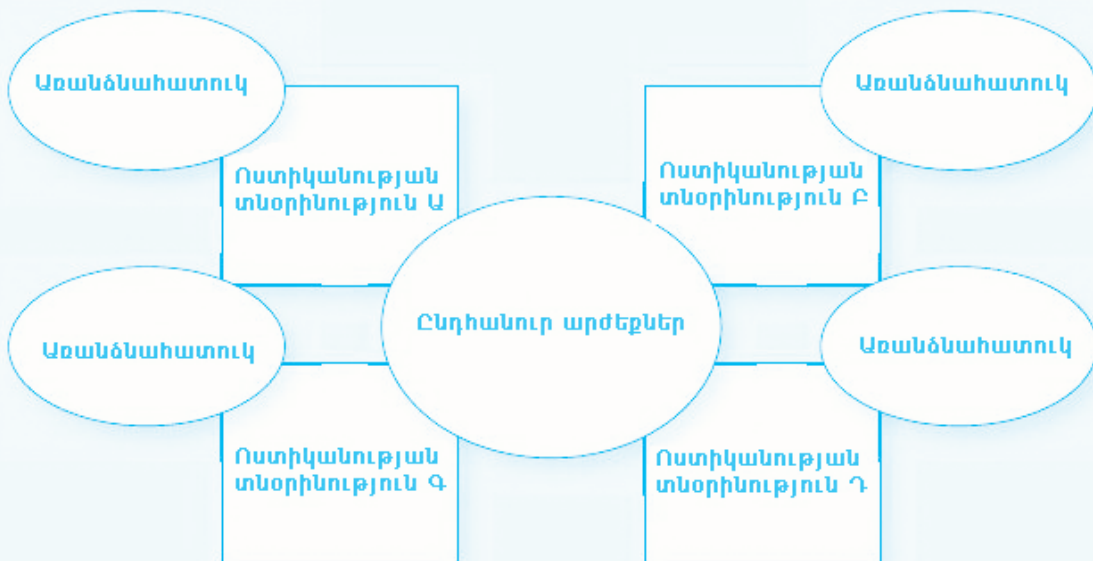 Առանձնահատուկ
Առանձնահատուկ
Ոստիկանության
տնօրինություն Ա
Ոստիկանության
տնօրինություն Բ
Ընդհանուր արժեքներ
Առանձնահատուկ
Առանձնահատուկ
Ոստիկանության
տնօրինություն Գ
Ոստիկանության
տնօրինություն Դ